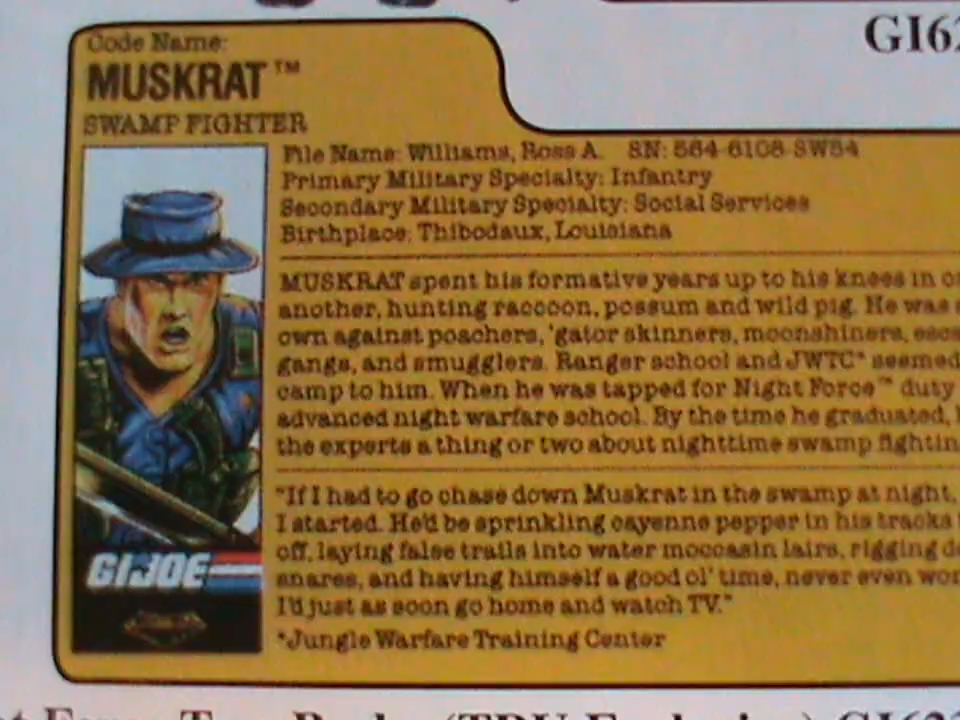 GI62
Code Name:
MUSKRAT™
SWAMP FIGHTER
File Name: Williams, Ross A. SN: 564-6108-SW54
Primary Military Specialty: Infantry
Secondary Military Specialty: Social Services
Birthplace: Thibodaux, Louisiana
MUSKRAT spent his formative years up to his knees in
another, hunting raccoon, possum and wild pig. He was
own against poachers, 'gator skinners, moonshiners,
gangs, and smugglers. Ranger school and JWTC* seemed
camp to him. When he was tapped for Night Force™ duty
advanced night warfare school. By the time he graduated,
the experts a thing or two about nighttime swamp
"If I had to go chase down Muskrat in the swamp at night,
I started. He'd be sprinkling cayenne pepper in his tracks
off, laying false trails into water moccasin lairs, rigging
snares, and having himself a good ol' time, never even
I'd just as soon go home and watch TV."
*Jungle Warfare Training Center
GI JOE